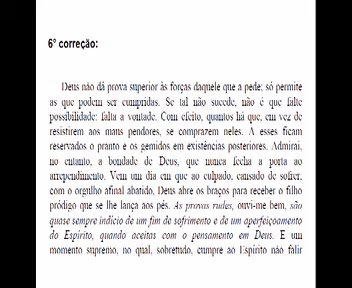 6° correção:
Deus não dá prova superior às forças daquele que a pede; só permite
as que podem ser cumpridas. Se tal não sucede, não é que falte
possibilidade: falta a vontade. Com efeito, quantos há que, em vez de
resistirem aos maus pendores, se comprazem neles. A esses ficam
reservados o pranto e os gemidos em existências posteriores. Admirai,
no entanto, a bondade de Deus, que nunca fecha a porta ao
arrependimento. Vem um dia em que ao culpado, cansado de sofrer,
com o orgulho afinal abatido, Deus abre os braços para receber o filho
pródigo que se lhe lança aos pés. As provas rudes, ouvi-me bem, são
quase sempre indício de um fim de sofrimento e de um aperfeiçoamento
do Espírito, quando aceitas com o pensamento em Deus. É um
momento supremo, no qual, sobretudo, cumpre ao Espírito não falir